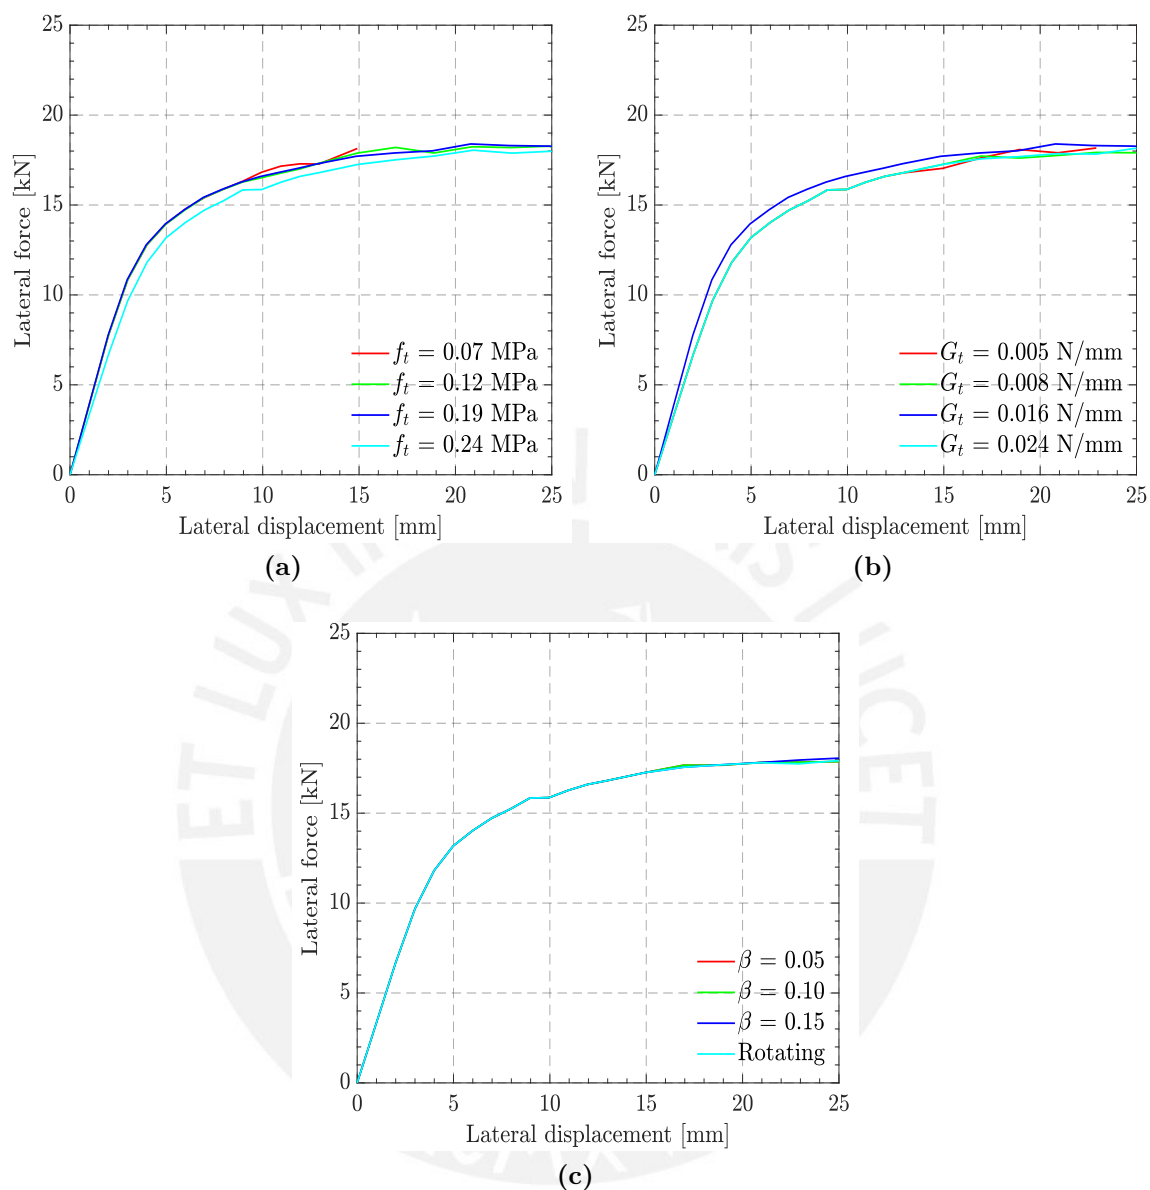 25
20
15
10
5
0
Lateral force [kN]
f_t = 0.07 MPa
f_t = 0.12 MPa
f_t = 0.19 MPa
f_t = 0.24 MPa
0 5 10 15 20 25
Lateral displacement [mm]
(a)
25
20
15
10
5
0
Lateral force [kN]
G_t = 0.005 N/mm
G_t = 0.008 N/mm
G_t = 0.016 N/mm
G_t = 0.024 N/mm
0 5 10 15 20 25
Lateral displacement [mm]
(b)
ET LUX IN
CET
25
20
15
10
5
0
Lateral force [kN]
β = 0.05
β = 0.10
β = 0.15
Rotating
0 5 10 15 20 25
Lateral displacement [mm]
(c)